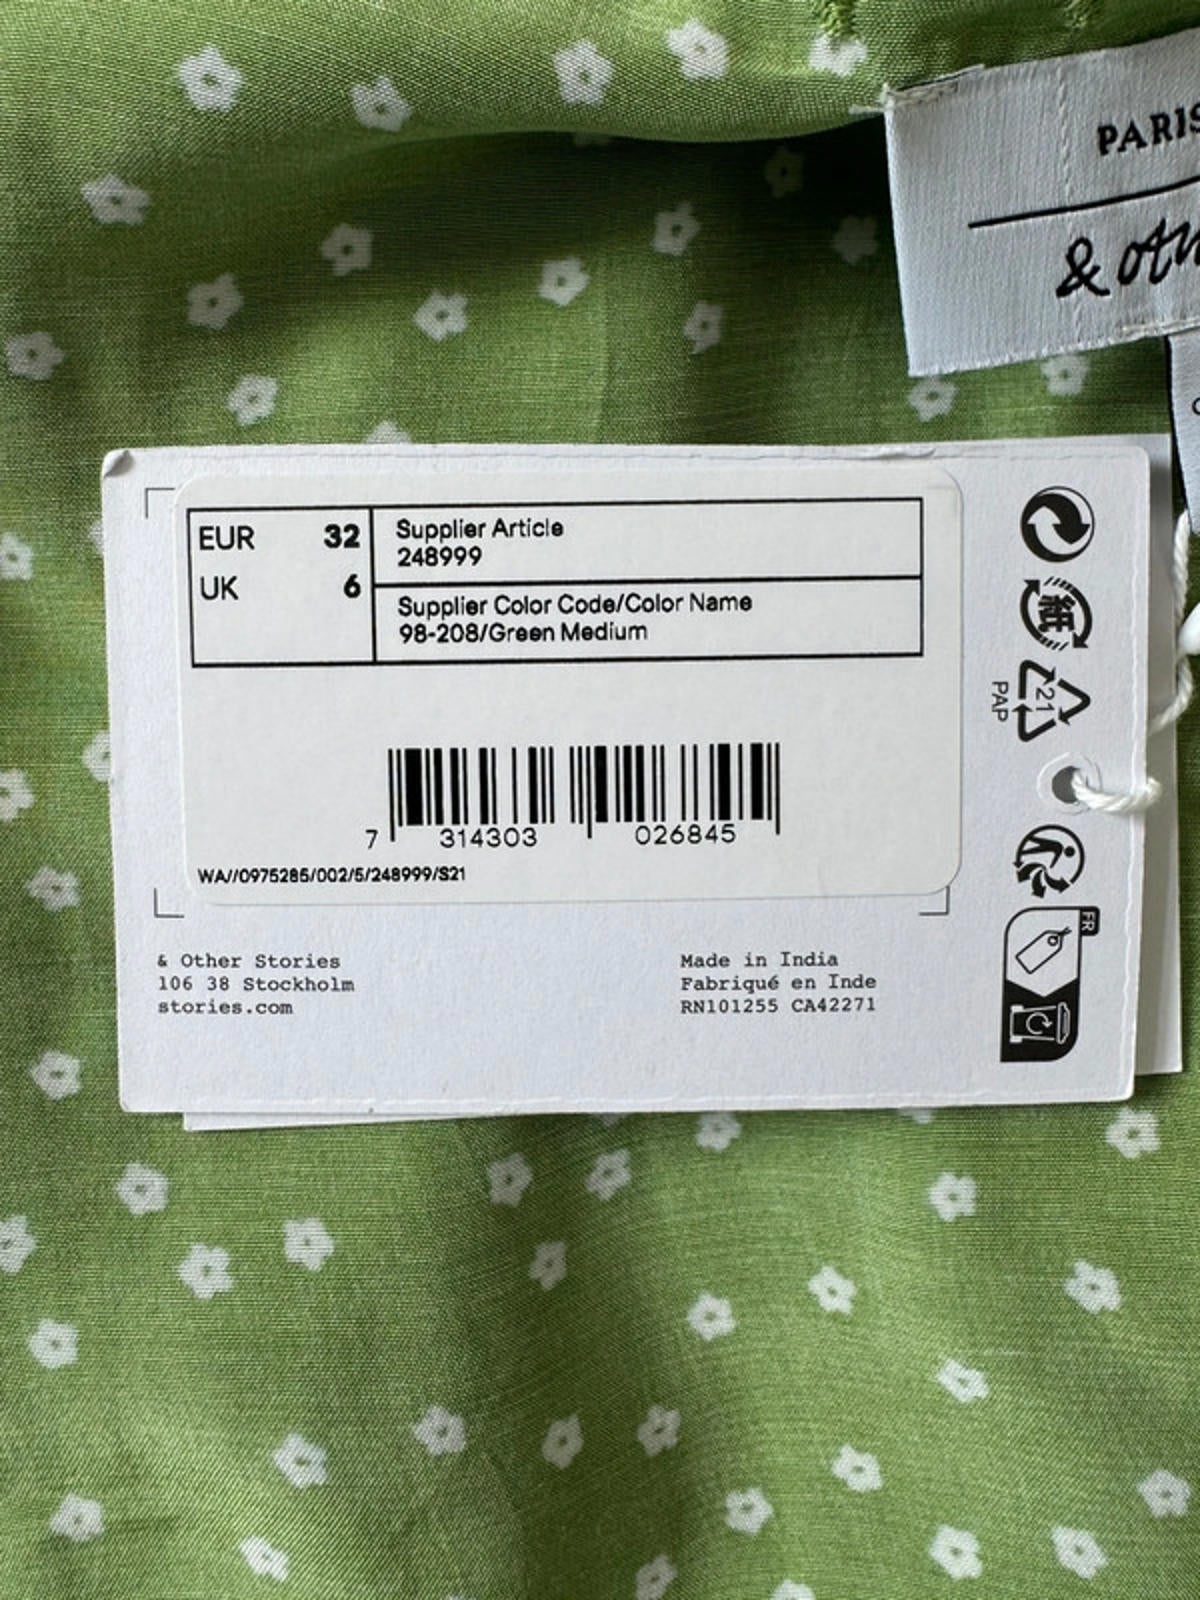 PARIS
& oth
EUR 32
UK 6
Supplier Article
248999
Supplier Color Code/Color Name
98-208/Green Medium
7 314303 026845
WA//0975285/002/5/248999/S21
& Other Stories
106 38 Stockholm
stories.com
Made in India
Fabriqué en Inde
RN101255 CA42271
紙
21
PAP
FR